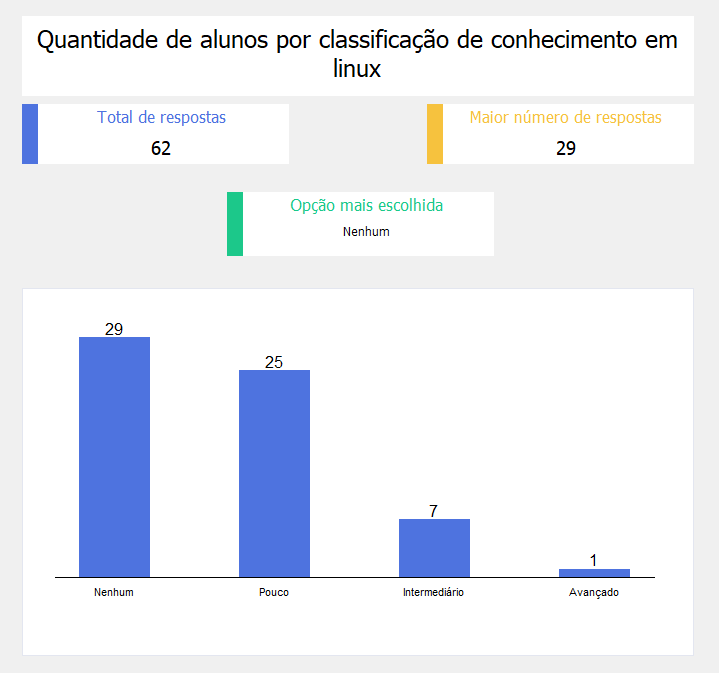 Quantidade de alunos por classificação de conhecimento em
linux
Total de respostas
62
Maior número de respostas
29
Opção mais escolhida
Nenhum
29
25
7
1
Nenhum
Pouco
Intermediário
Avançado